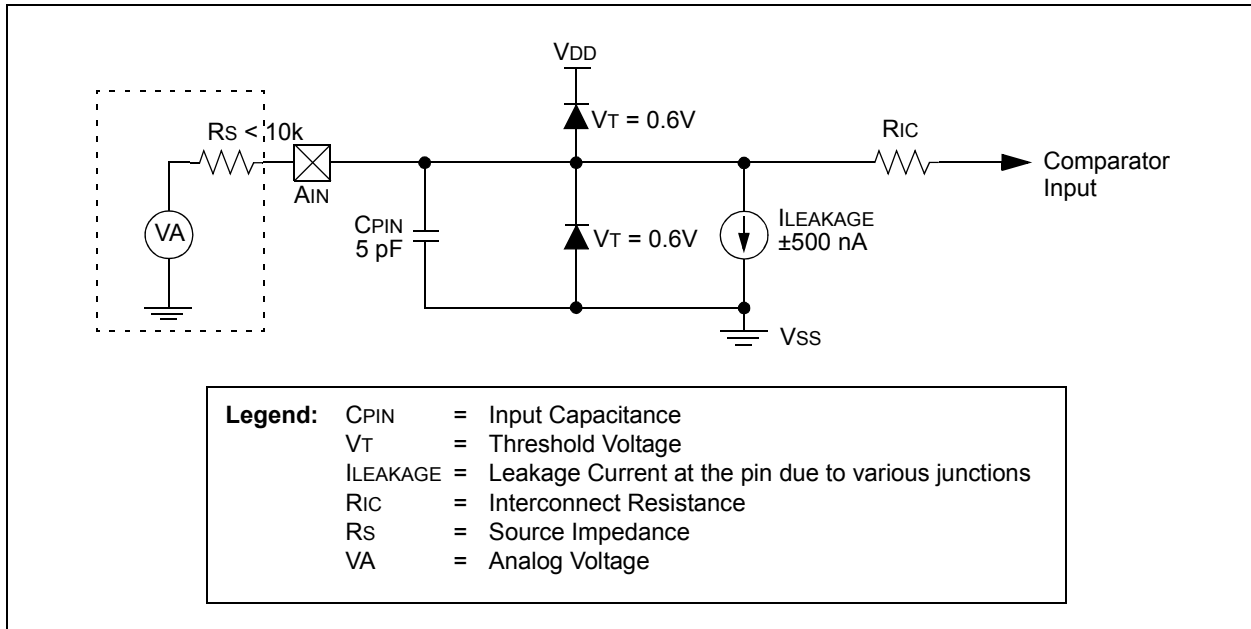 VDD
VT = 0.6V
RS < 10k
RIC
AIN
Comparator
Input
VA
CPIN
5 pF
VT = 0.6V
ILEAKAGE
±500 nA
VSS
Legend: CPIN = Input Capacitance
VT = Threshold Voltage
ILEAKAGE = Leakage Current at the pin due to various junctions
RIC = Interconnect Resistance
RS = Source Impedance
VA = Analog Voltage